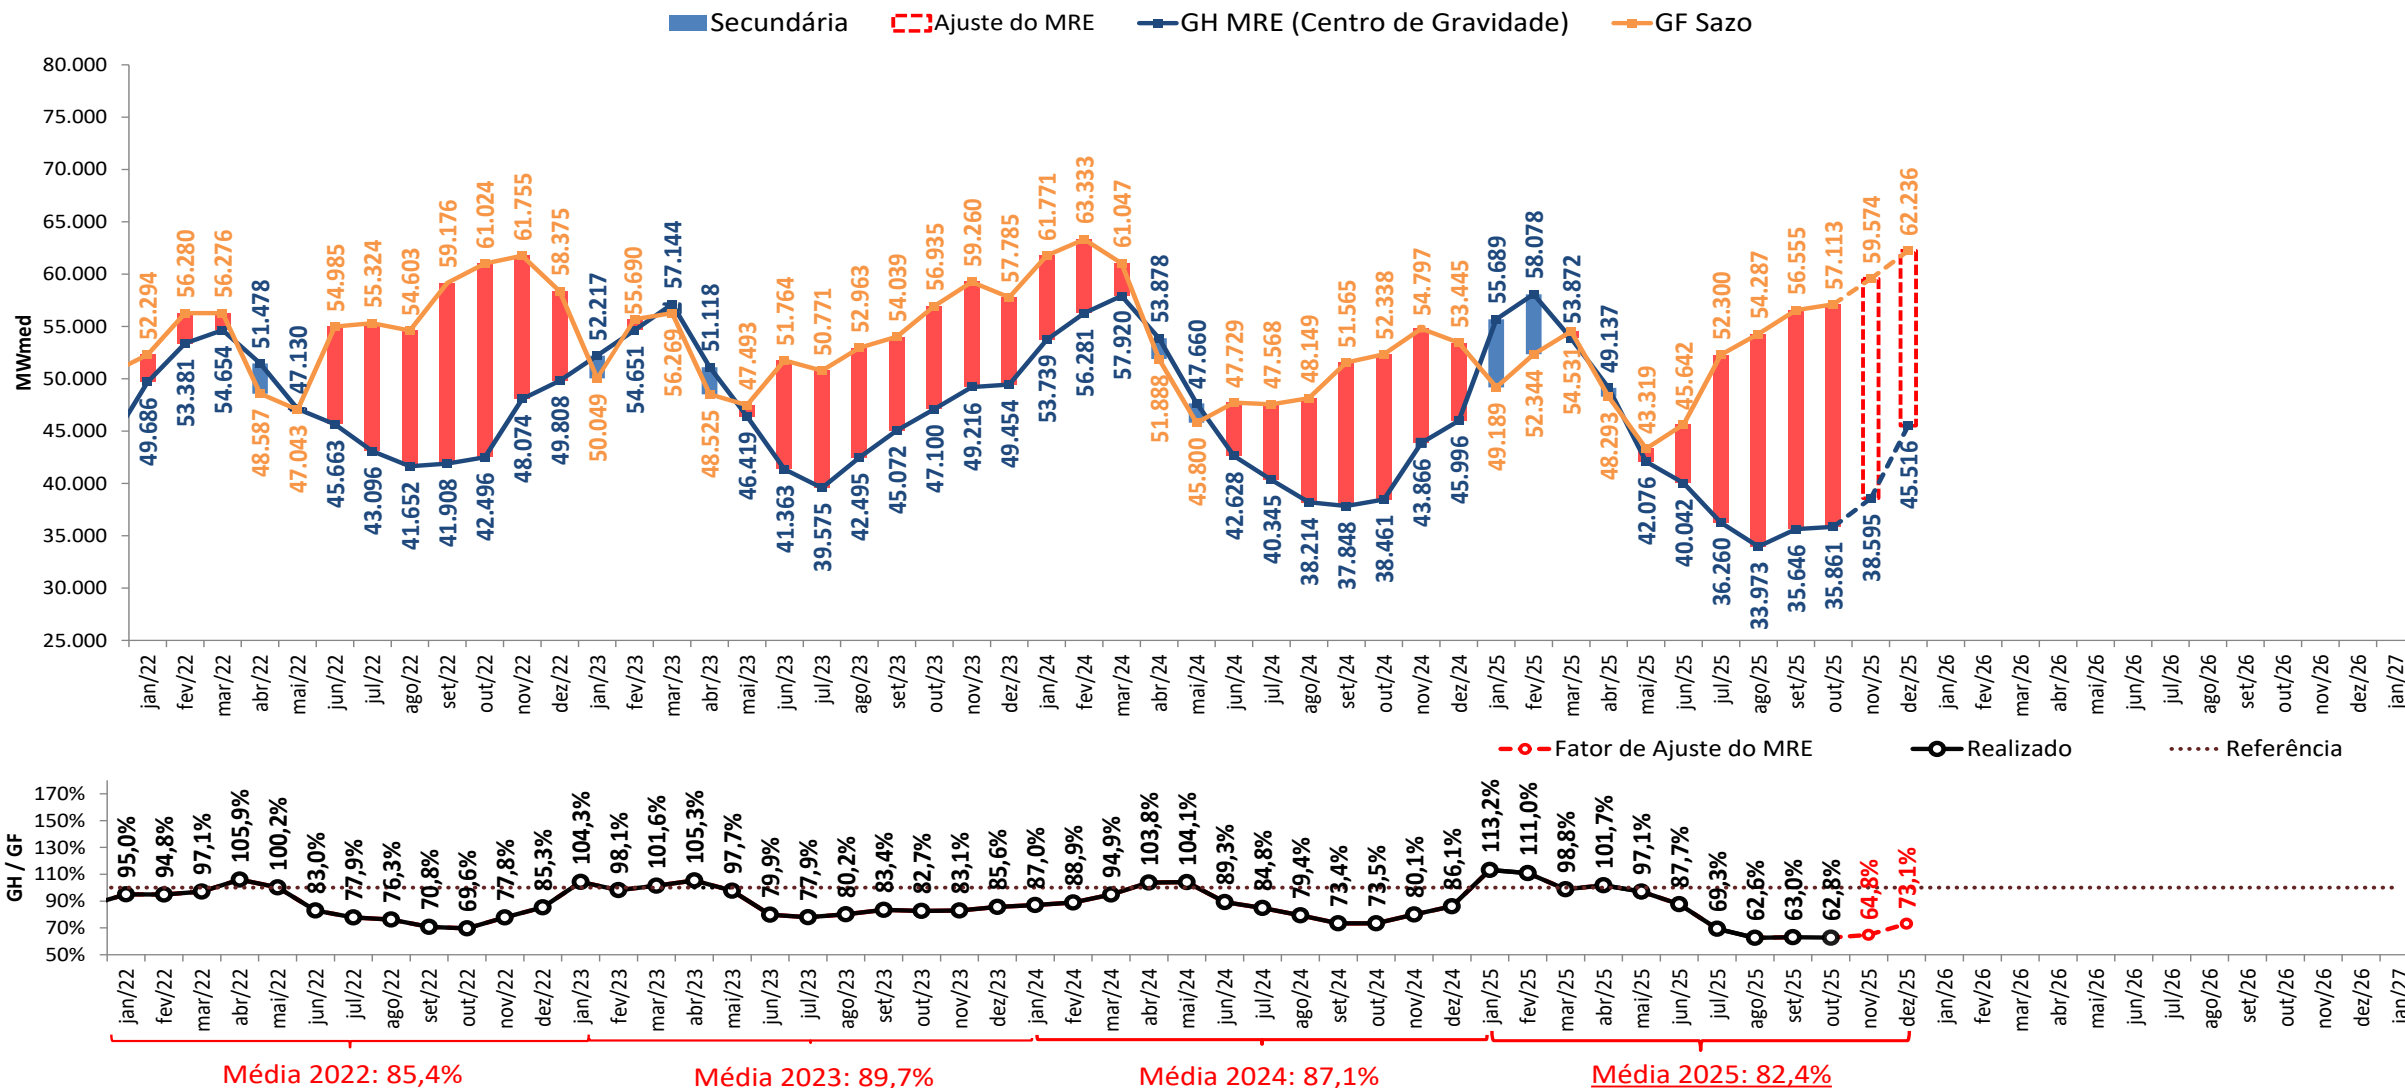 Secundária Ajuste do MRE GH MRE (Centro de Gravidade) GF Sazo
MWmed
80.000
75.000
70.000
65.000
60.000
55.000
50.000
45.000
40.000
35.000
30.000
25.000
52.294 56.280 56.276 48.587 47.043 54.985 55.324 54.603 59.176 61.024 61.755 58.375 50.049 55.690 56.269 48.525 47.493 51.764 50.771 52.963 54.039 56.935 59.260 57.785 61.771 63.333 61.047 51.888 45.800 47.729 47.568 48.149 51.565 52.338 54.797 53.445 49.189 52.344 54.531 48.293 43.319 45.642 52.300 54.287 56.555 57.113 59.574 62.236
49.686 53.381 54.654 51.478 47.130 45.663 43.096 41.652 41.908 42.496 48.074 49.808 52.217 54.651 57.144 51.118 46.419 41.363 39.575 42.495 45.072 47.100 49.216 49.454 53.739 56.281 57.920 53.878 47.660 42.628 40.345 38.214 37.848 38.461 43.866 45.996 55.689 58.078 53.872 49.137 42.076 40.042 36.260 33.973 35.646 35.861 38.595 45.516
jan/22 fev/22 mar/22 abr/22 mai/22 jun/22 jul/22 ago/22 set/22 out/22 nov/22 dez/22 jan/23 fev/23 mar/23 abr/23 mai/23 jun/23 jul/23 ago/23 set/23 out/23 nov/23 dez/23 jan/24 fev/24 mar/24 abr/24 mai/24 jun/24 jul/24 ago/24 set/24 out/24 nov/24 dez/24 jan/25 fev/25 mar/25 abr/25 mai/25 jun/25 jul/25 ago/25 set/25 out/25 nov/25 dez/25 jan/26 fev/26 mar/26 abr/26 mai/26 jun/26 jul/26 ago/26 set/26 out/26 nov/26 dez/26 jan/27
Fator de Ajuste do MRE Realizado Referência
GH / GF
170%
150%
130%
110%
90%
70%
50%
95,0% 94,8% 97,1% 105,9% 100,2% 83,0% 77,9% 76,3% 70,8% 69,6% 77,8% 85,3% 104,3% 98,1% 101,6% 105,3% 97,7% 79,9% 77,9% 80,2% 83,4% 82,7% 83,1% 85,6% 87,0% 88,9% 94,9% 103,8% 104,1% 89,3% 84,8% 79,4% 73,4% 73,5% 80,1% 86,1% 113,2% 111,0% 98,8% 101,7% 97,1% 87,7% 69,3% 62,6% 63,0% 62,8% 64,8% 73,1%
jan/22 fev/22 mar/22 abr/22 mai/22 jun/22 jul/22 ago/22 set/22 out/22 nov/22 dez/22 jan/23 fev/23 mar/23 abr/23 mai/23 jun/23 jul/23 ago/23 set/23 out/23 nov/23 dez/23 jan/24 fev/24 mar/24 abr/24 mai/24 jun/24 jul/24 ago/24 set/24 out/24 nov/24 dez/24 jan/25 fev/25 mar/25 abr/25 mai/25 jun/25 jul/25 ago/25 set/25 out/25 nov/25 dez/25 jan/26 fev/26 mar/26 abr/26 mai/26 jun/26 jul/26 ago/26 set/26 out/26 nov/26 dez/26 jan/27
Média 2022: 85,4% Média 2023: 89,7% Média 2024: 87,1% Média 2025: 82,4%